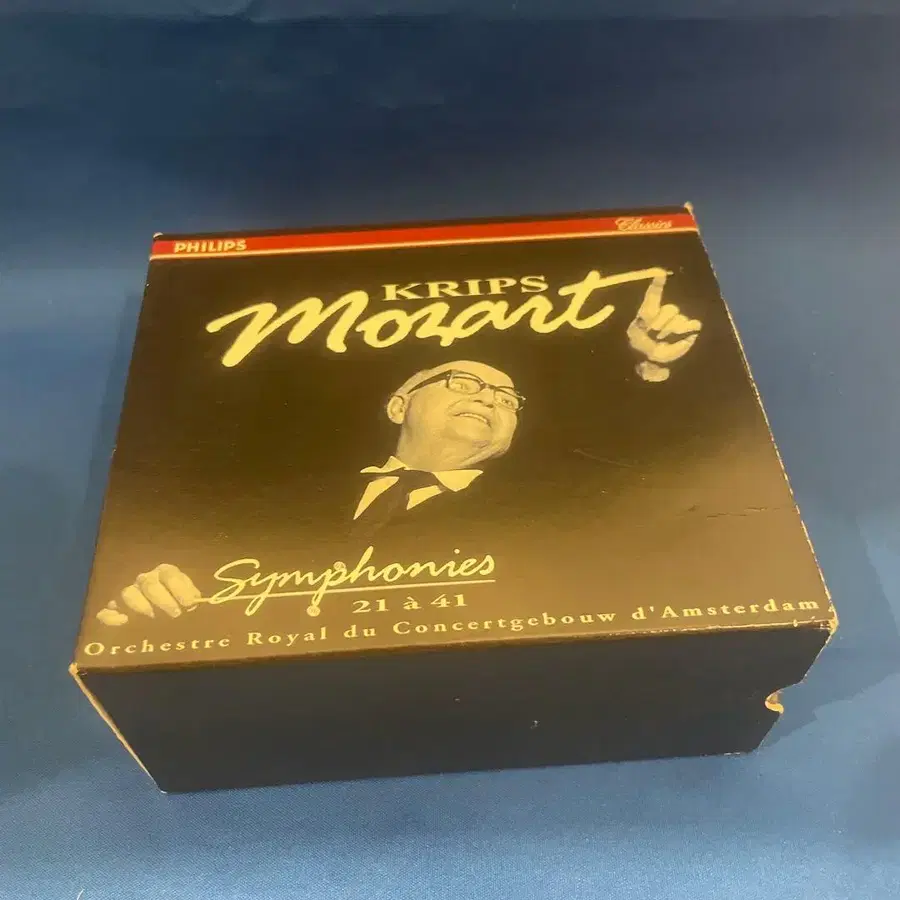 PHILIPS
Classics
KRIPS
Mozart
Symphonies
21 à 41
Orchestre Royal du Concertgebouw d'Amsterdam